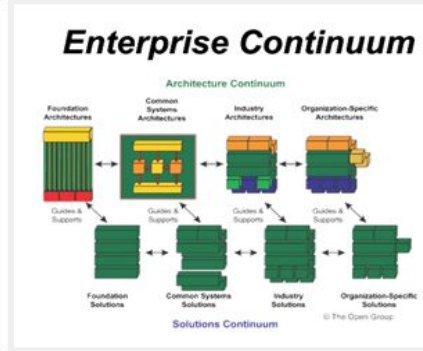 Enterprise Continuum
Architecture Continuum
Foundation
Architectures
Common
Systems
Architectures
Industry
Architectures
Organization-Specific
Architectures
Guides &
Supports
Guides &
Supports
Guides &
Supports
Guides &
Supports
Foundation
Solutions
Common Systems
Solutions
Industry
Solutions
Organization-Specific
Solutions
© The Open Group
Solutions Continuum